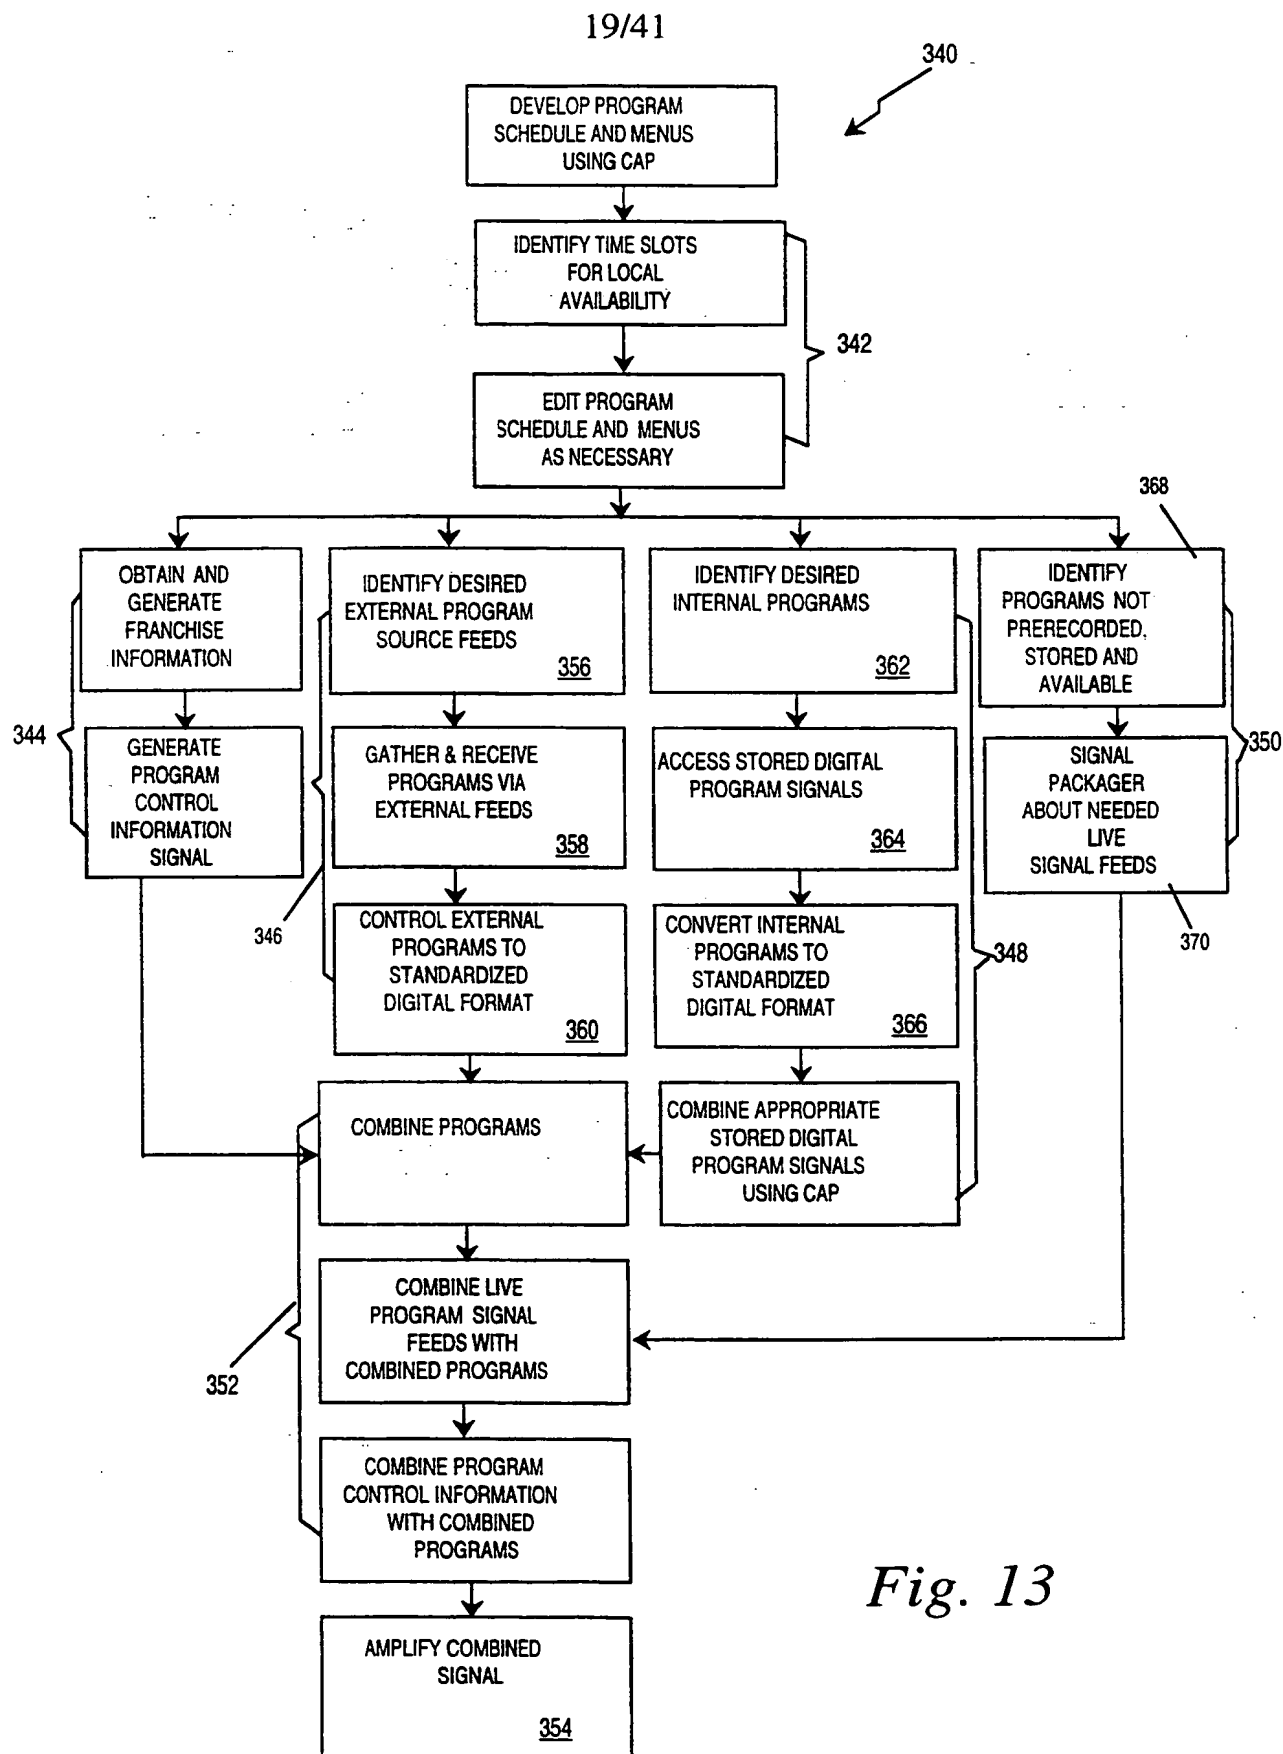 19/41
340
DEVELOP PROGRAM
SCHEDULE AND MENUS
USING CAP
IDENTIFY TIME SLOTS
FOR LOCAL
AVAILABILITY
342
EDIT PROGRAM
SCHEDULE AND MENUS
AS NECESSARY
368
OBTAIN AND
GENERATE
FRANCHISE
INFORMATION
IDENTIFY DESIRED
EXTERNAL PROGRAM
SOURCE FEEDS
356
IDENTIFY DESIRED
INTERNAL PROGRAMS
362
IDENTIFY
PROGRAMS NOT
PRERECORDED,
STORED AND
AVAILABLE
344
350
GENERATE
PROGRAM
CONTROL
INFORMATION
SIGNAL
GATHER & RECEIVE
PROGRAMS VIA
EXTERNAL FEEDS
358
ACCESS STORED DIGITAL
PROGRAM SIGNALS
364
SIGNAL
PACKAGER
ABOUT NEEDED
LIVE
SIGNAL FEEDS
346
CONTROL EXTERNAL
PROGRAMS TO
STANDARDIZED
DIGITAL FORMAT
360
CONVERT INTERNAL
PROGRAMS TO
STANDARDIZED
DIGITAL FORMAT
366
348
370
COMBINE PROGRAMS
COMBINE APPROPRIATE
STORED DIGITAL
PROGRAM SIGNALS
USING CAP
COMBINE LIVE
PROGRAM SIGNAL
FEEDS WITH
COMBINED PROGRAMS
352
COMBINE PROGRAM
CONTROL INFORMATION
WITH COMBINED
PROGRAMS
Fig. 13
AMPLIFY COMBINED
SIGNAL
354